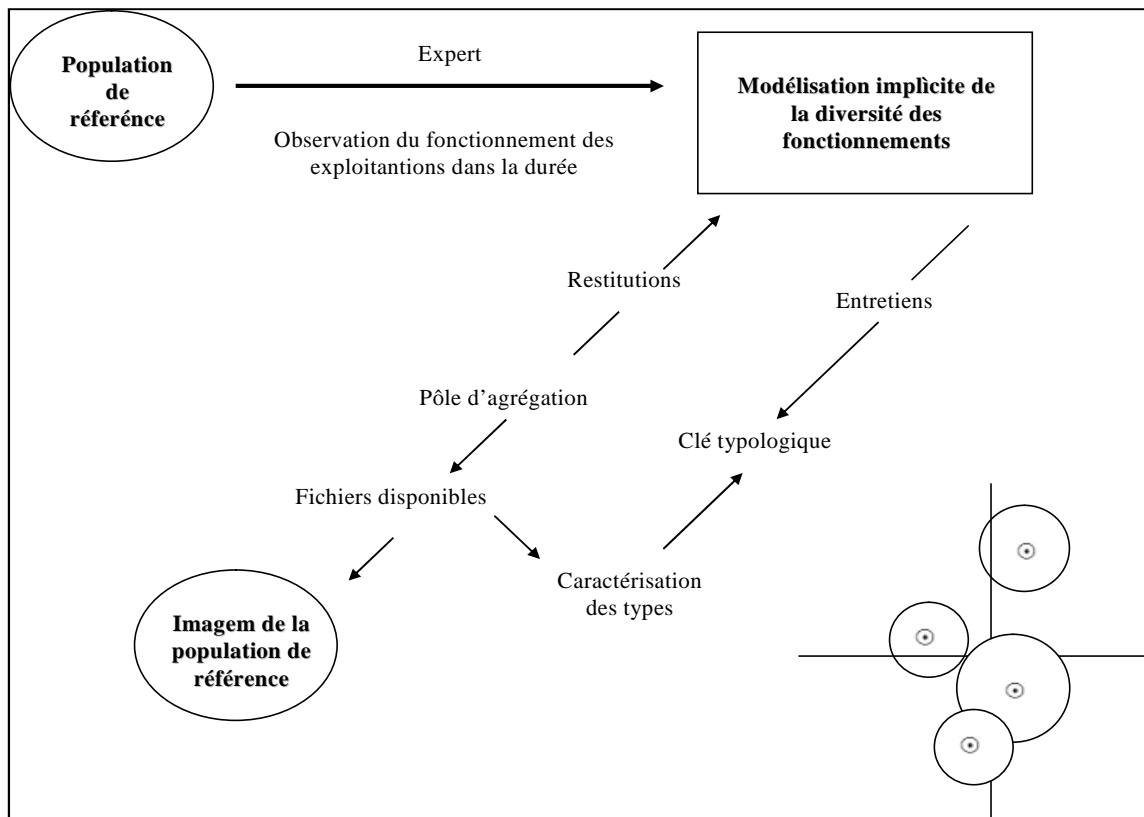 Population
de
réferénce
Expert
Observation du fonctionnement des
exploitantions dans la durée
Modélisation implìcite de
la diversité des
fonctionnements
Restitutions
Entretiens
Pôle d’agrégation
Clé typologique
Fichiers disponibles
Caractérisation
des types
Imagem de la
population de
référence